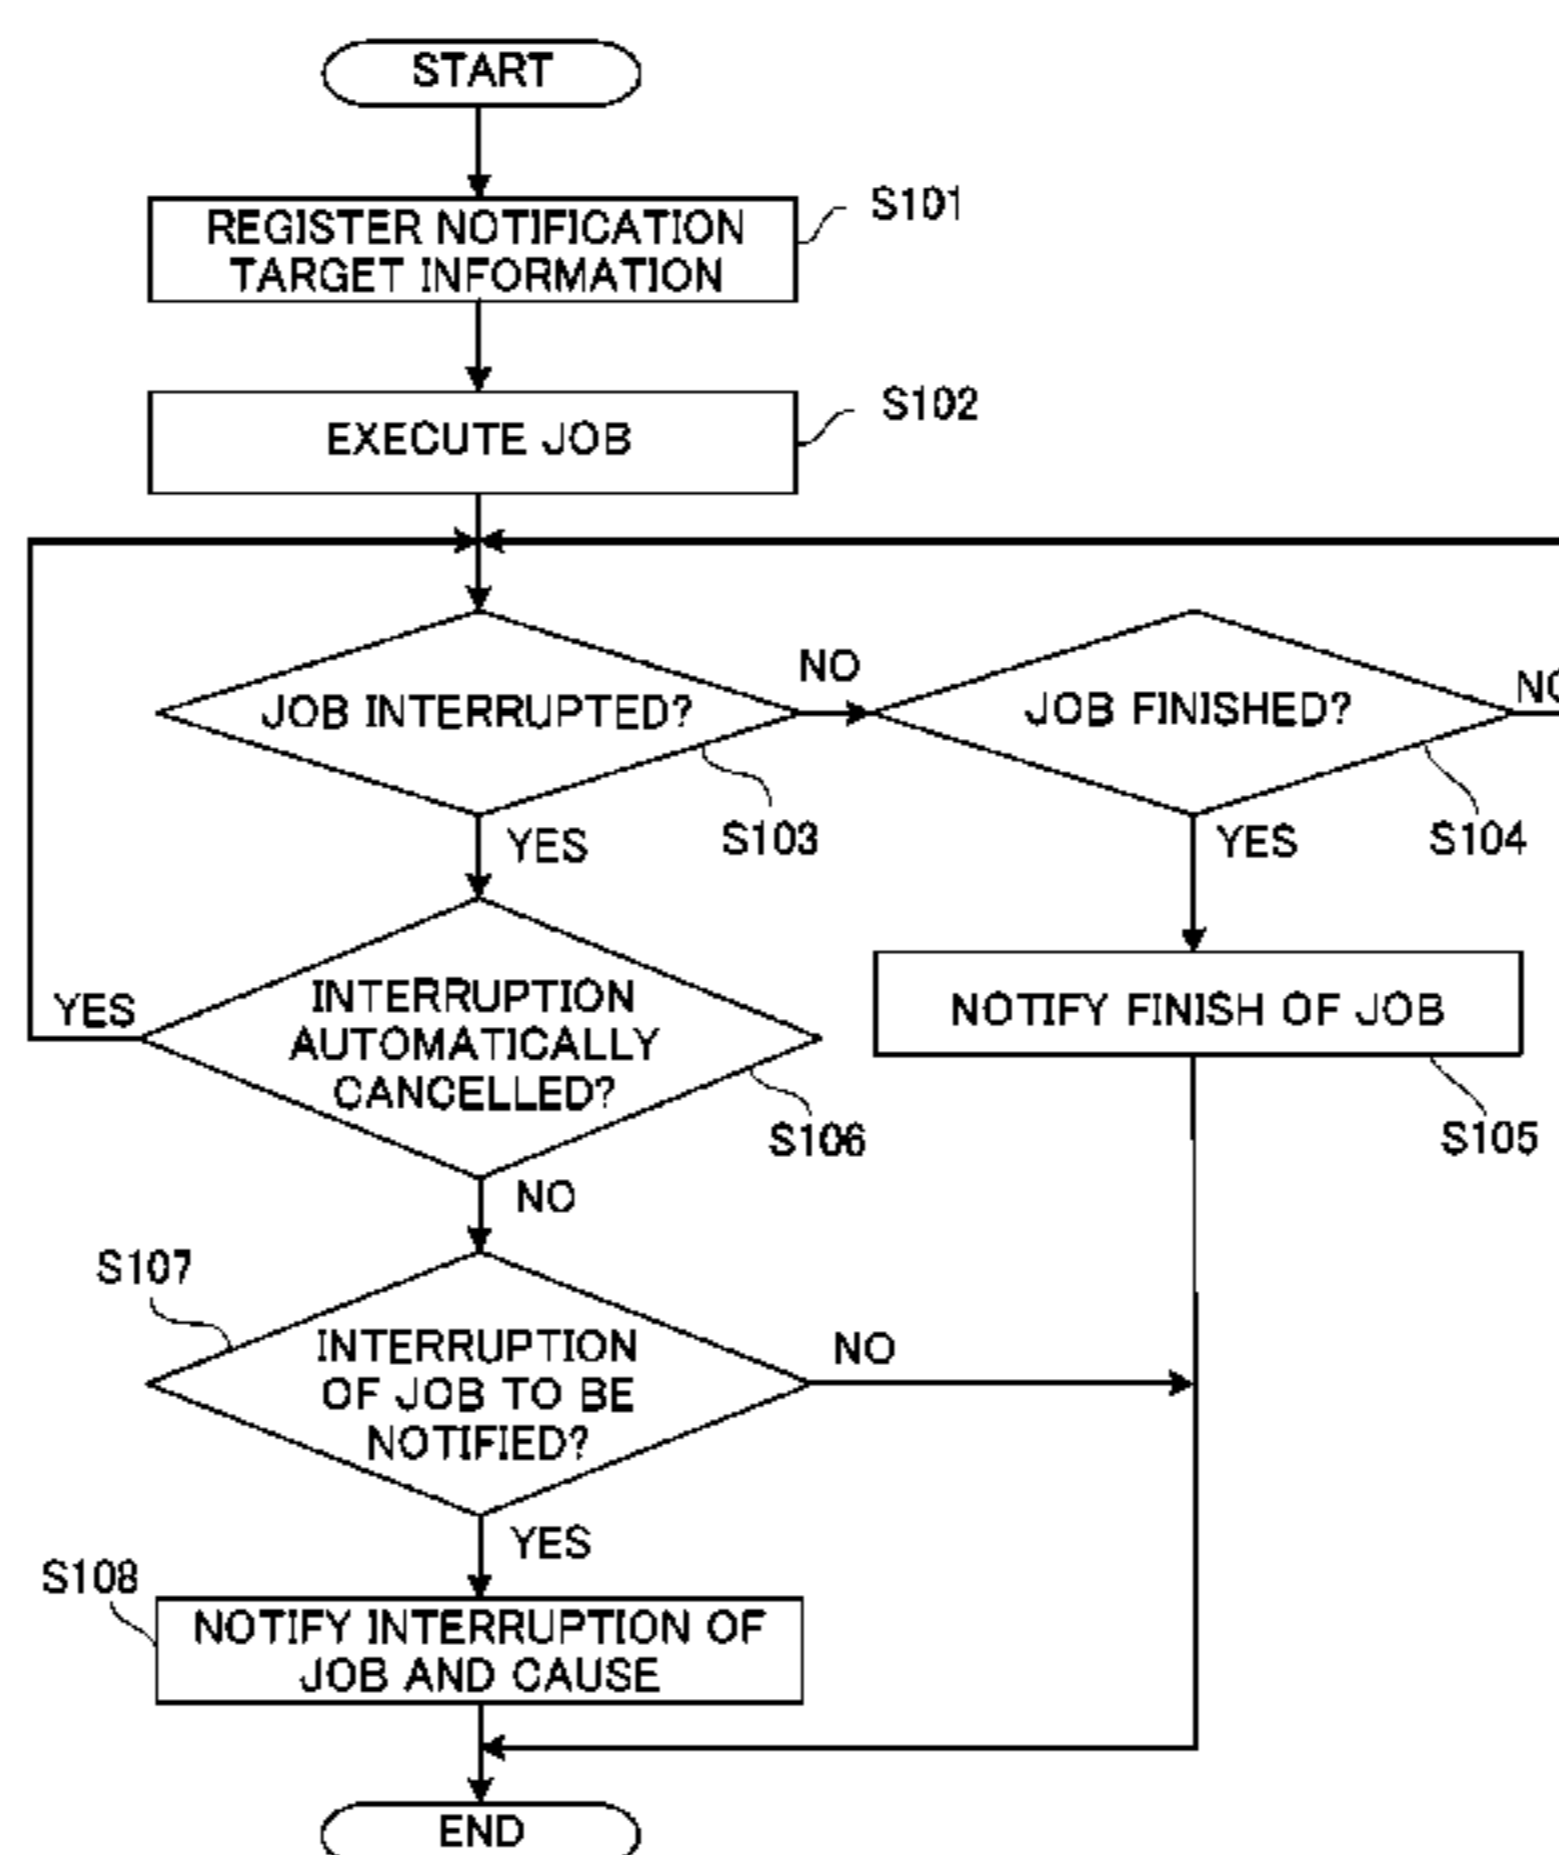 START
REGISTER NOTIFICATION
TARGET INFORMATION
S101
EXECUTE JOB
S102
JOB INTERRUPTED?
NO
S103
YES
JOB FINISHED?
NO
S104
YES
INTERRUPTION
AUTOMATICALLY
CANCELLED?
YES
S106
NO
NOTIFY FINISH OF JOB
S105
S107
INTERRUPTION
OF JOB TO BE
NOTIFIED?
NO
YES
S108
NOTIFY INTERRUPTION OF
JOB AND CAUSE
END